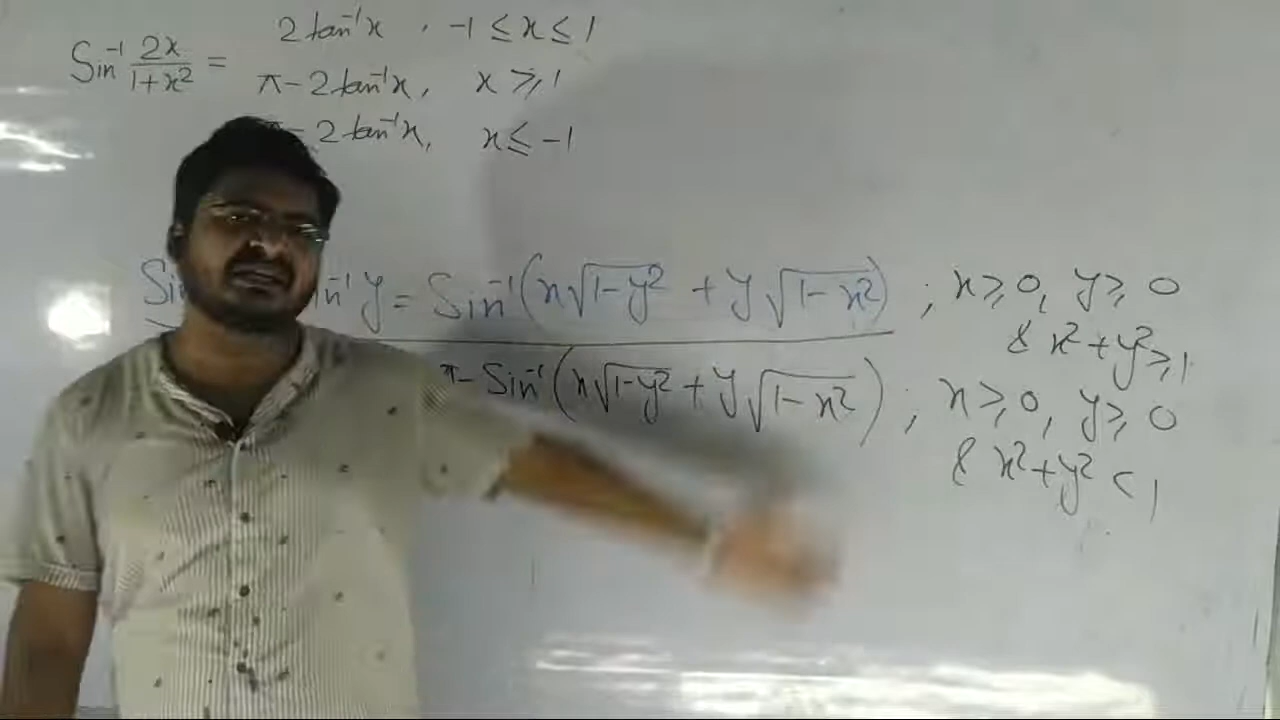 2tan⁻¹x , -1 ≤ x ≤ 1
Sin⁻¹ 2x/1+x² = π-2tan⁻¹x, x ≥ 1
2tan⁻¹x, x ≤ -1
Si in⁻¹y = Sin⁻¹(x√1-y² + y√1-x²) ; x ≥ 0, y ≥ 0
& x²+y² ≥ 1
π- Sin⁻¹(x√1-y² + y√1-x²) ; x ≥ 0, y ≥ 0
& x²+y² < 1